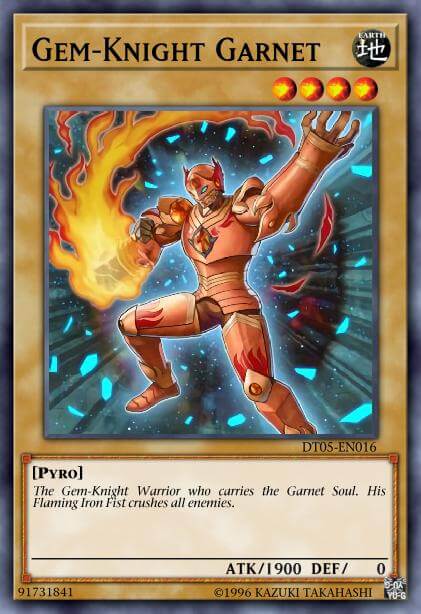 Gem-Knight Garnet
EARTH
地
DT05-EN016
[Pyro]
The Gem-Knight Warrior who carries the Garnet Soul. His
Flaming Iron Fist crushes all enemies.
ATK/1900 DEF/ 0
91731841
©1996 KAZUKI TAKAHASHI